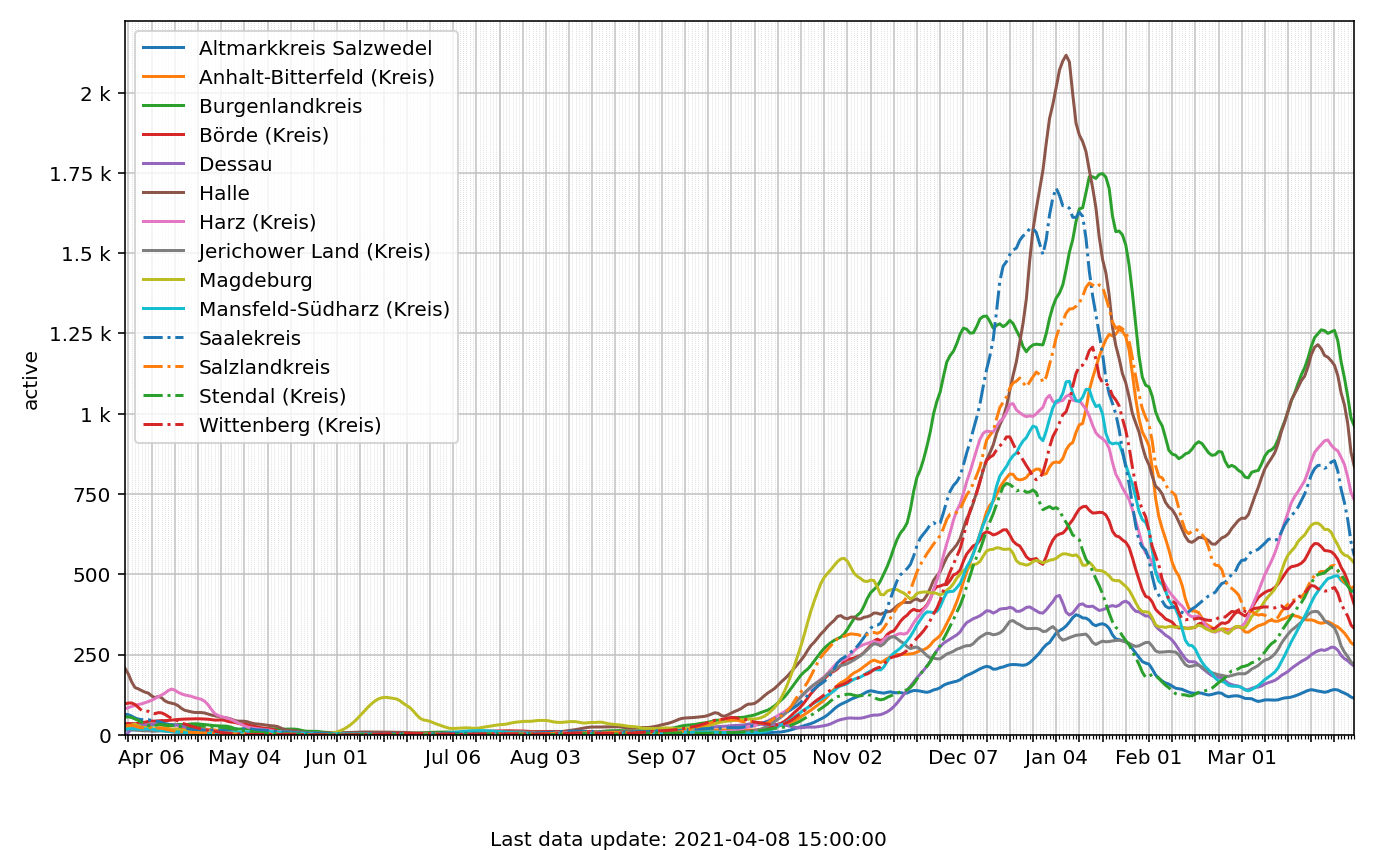 active
2 k
1.75 k
1.5 k
1.25 k
1 k
750
500
250
0
Altmarkkreis Salzwedel
Anhalt-Bitterfeld (Kreis)
Burgenlandkreis
Börde (Kreis)
Dessau
Halle
Harz (Kreis)
Jerichower Land (Kreis)
Magdeburg
Mansfeld-Südharz (Kreis)
Saalekreis
Salzlandkreis
Stendal (Kreis)
Wittenberg (Kreis)
Apr 06 May 04 Jun 01 Jul 06 Aug 03 Sep 07 Oct 05 Nov 02 Dec 07 Jan 04 Feb 01 Mar 01
Last data update: 2021-04-08 15:00:00